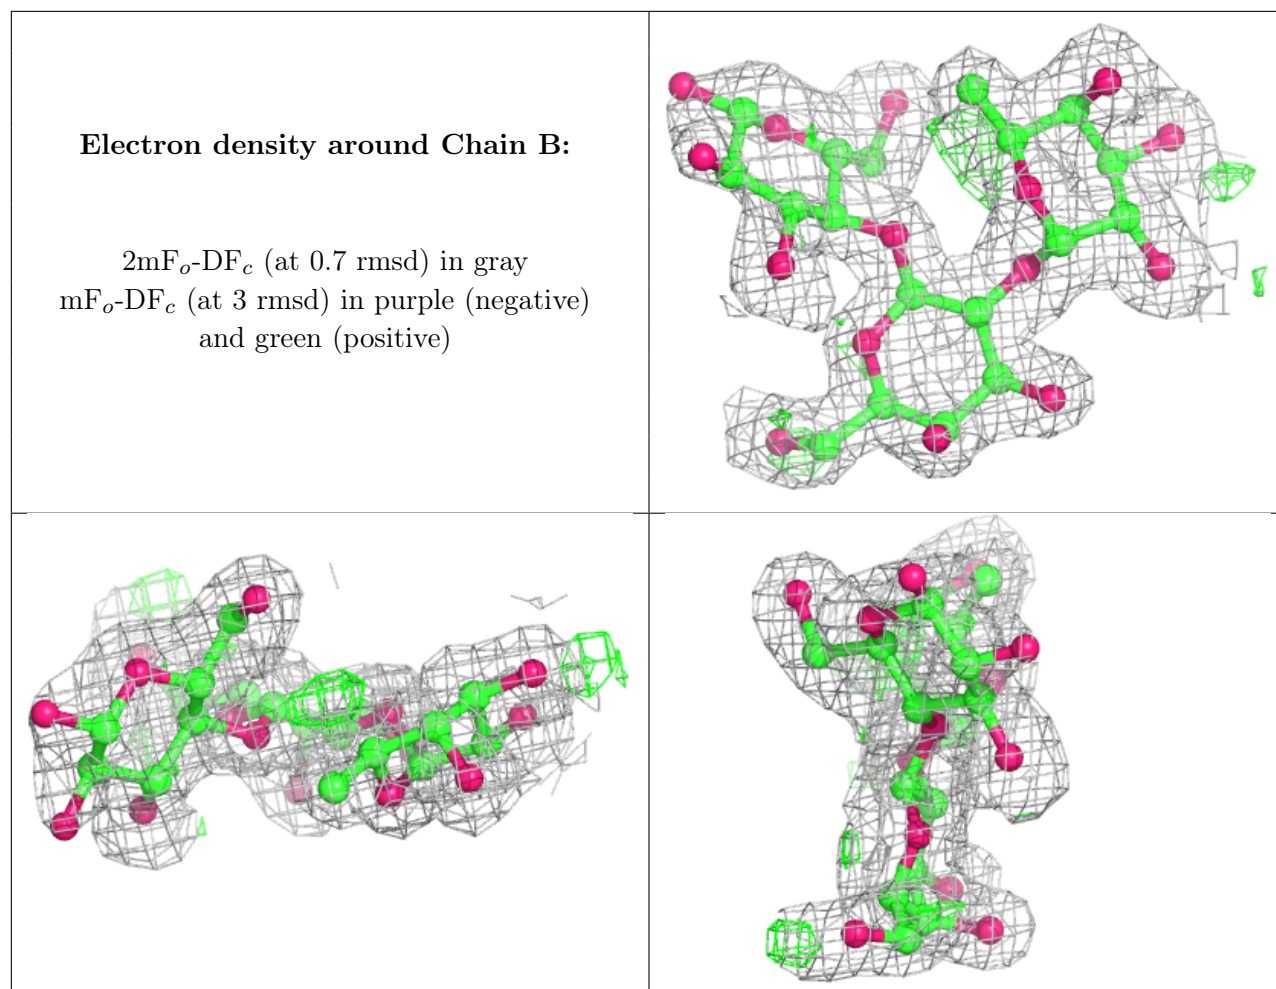 Electron density around Chain B:
2mFo-DFc (at 0.7 rmsd) in gray
mFo-DFc (at 3 rmsd) in purple (negative)
and green (positive)